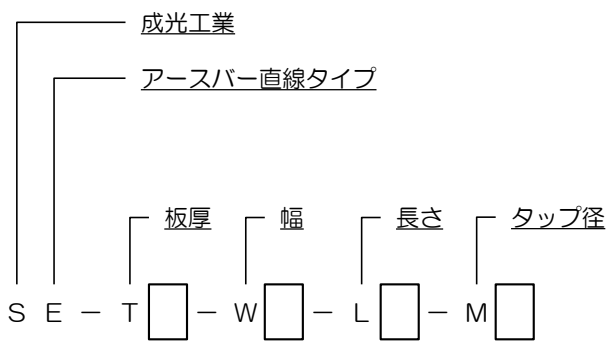 成光工業
アースバー直線タイプ
板厚 幅 長さ タップ径
S E － T□ － W□ － L□ － M□